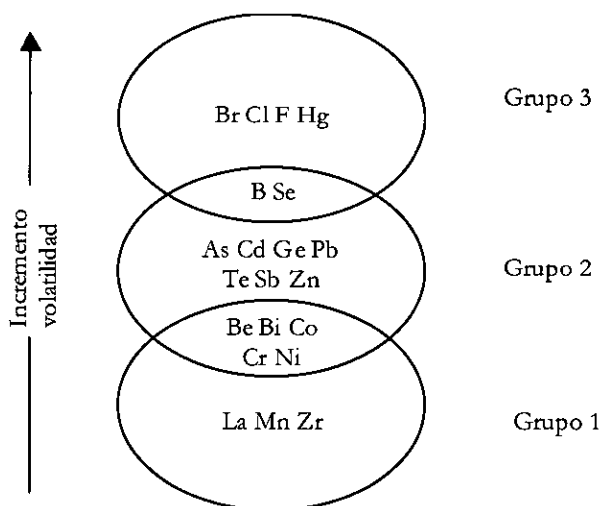 Br Cl F Hg
Grupo 3
B Se
As Cd Ge Pb
Te Sb Zn
Grupo 2
Be Bi Co
Cr Ni
La Mn Zr
Grupo 1
Incremento
volatilidad